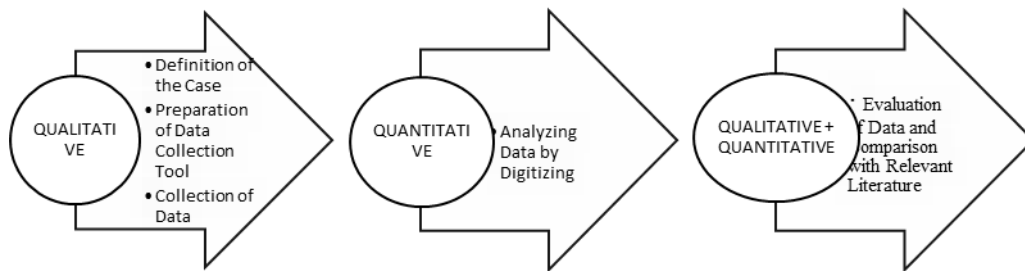 QUALITATI
VE
• Definition of
the Case
• Preparation
of Data
Collection
Tool
• Collection of
Data
QUANTITATI
VE
• Analyzing
Data by
Digitizing
QUALITATIVE +
QUANTITATIVE
• Evaluation
f Data and
omparison
with Relevant
Literature